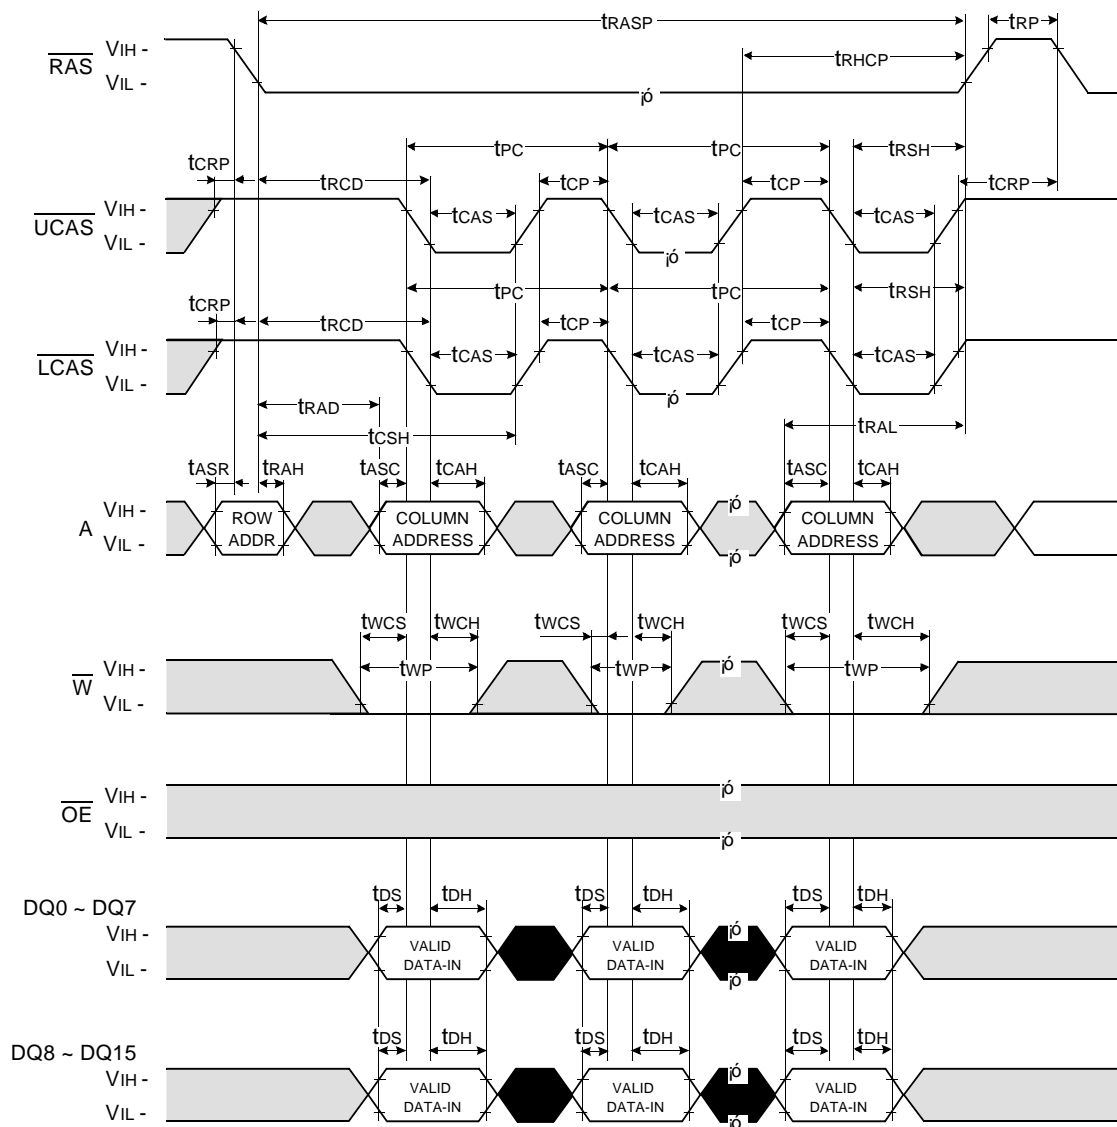 tRASP
tRP
RAS
VIH -
VIL -
tRHCP
¡ó
tCRP
tRCD
tPC
tPC
tRSH
tCP
tCP
tCRP
UCAS
VIH -
VIL -
tCAS
tCAS
tCAS
¡ó
tCRP
tRCD
tPC
tPC
tRSH
tCP
tCP
LCAS
VIH -
VIL -
tCAS
tCAS
tCAS
¡ó
tRAD
tCSH
tRAL
tASR
tRAH
tASC
tCAH
tASC
tCAH
tASC
tCAH
A
VIH -
VIL -
ROW
ADDR
COLUMN
ADDRESS
COLUMN
ADDRESS
¡ó
¡ó
COLUMN
ADDRESS
tWCS
tWCH
tWCS
tWCH
tWCS
tWCH
tWP
tWP
tWP
W
VIH -
VIL -
¡ó
OE
VIH -
VIL -
¡ó
¡ó
DQ0 ~ DQ7
tDS
tDH
tDS
tDH
tDS
tDH
VIH -
VIL -
VALID
DATA-IN
VALID
DATA-IN
¡ó
¡ó
VALID
DATA-IN
DQ8 ~ DQ15
tDS
tDH
tDS
tDH
tDS
tDH
VIH -
VIL -
VALID
DATA-IN
VALID
DATA-IN
¡ó
¡ó
VALID
DATA-IN